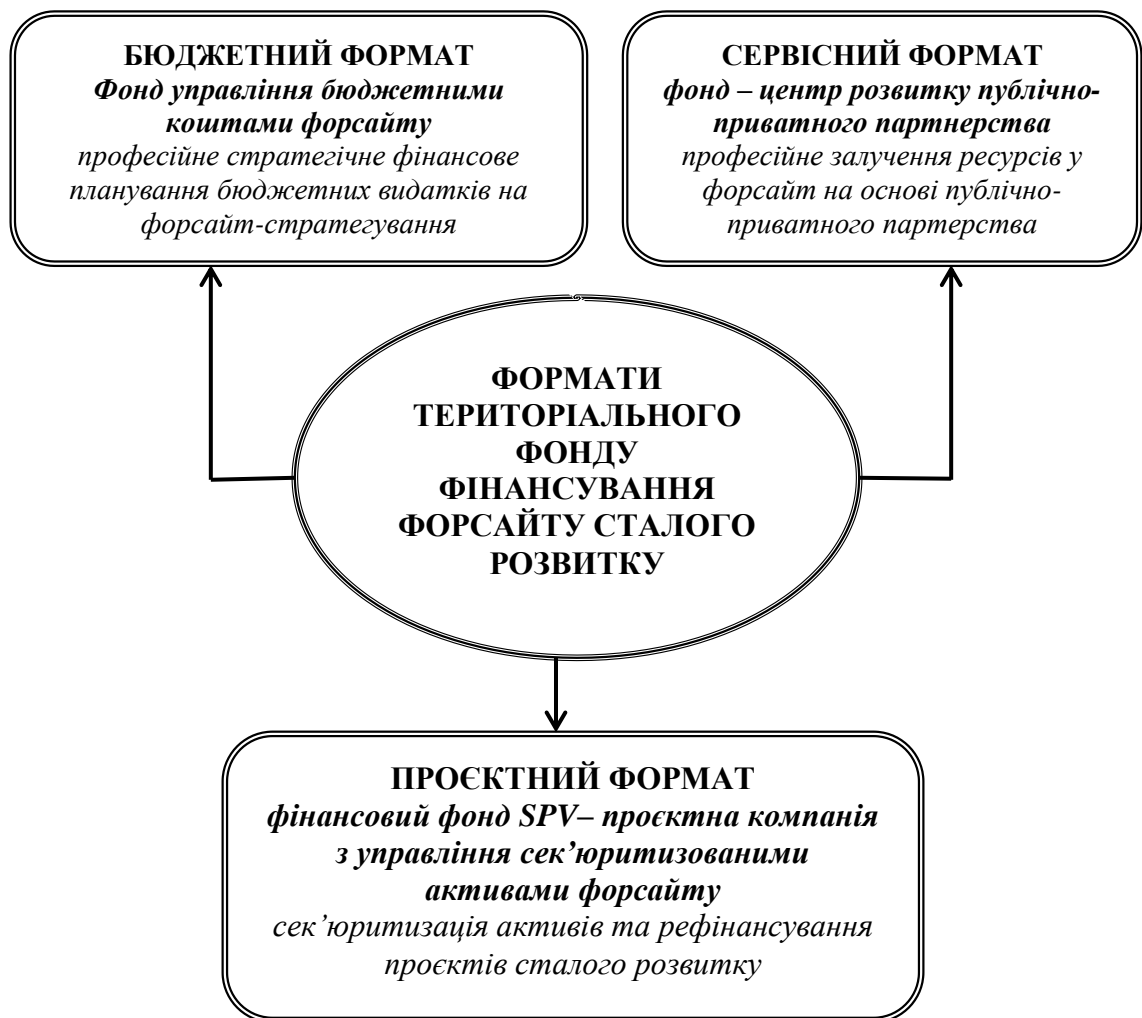 БЮДЖЕТНИЙ ФОРМАТ
Фонд управління бюджетними
коштами форсайту
професійне стратегічне фінансове
планування бюджетних видатків на
форсайт-стратегування
СЕРВІСНИЙ ФОРМАТ
фонд – центр розвитку публічно-
приватного партнерства
професійне залучення ресурсів у
форсайт на основі публічно-
приватного партерства
ФОРМАТИ
ТЕРИТОРІАЛЬНОГО
ФОНДУ
ФІНАНСУВАННЯ
ФОРСАЙТУ СТАЛОГО
РОЗВИТКУ
ПРОЄКТНИЙ ФОРМАТ
фінансовий фонд SPV– проєктна компанія
з управління сек’юритизованими
активами форсайту
сек’юритизація активів та рефінансування
проєктів сталого розвитку